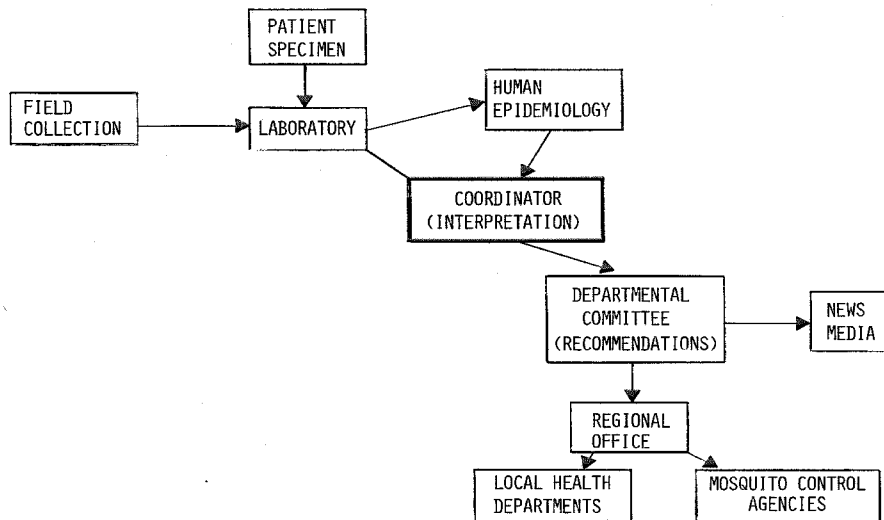 PATIENT
SPECIMEN
FIELD
COLLECTION
LABORATORY
HUMAN
EPIDEMIOLOGY
COORDINATOR
(INTERPRETATION)
DEPARTMENTAL
COMMITTEE
(RECOMMENDATIONS)
NEWS
MEDIA
REGIONAL
OFFICE
LOCAL HEALTH
DEPARTMENTS
MOSQUITO CONTROL
AGENCIES